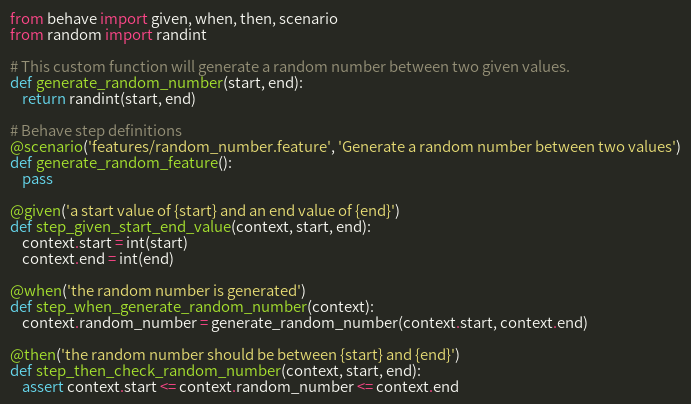 from behave import given, when, then, scenario
from random import randint
# This custom function will generate a random number between two given values.
def generate_random_number(start, end):
return randint(start, end)
# Behave step definitions
@scenario('features/random_number.feature', 'Generate a random number between two values')
def generate_random_feature():
pass
@given('a start value of {start} and an end value of {end}')
def step_given_start_end_value(context, start, end):
context.start = int(start)
context.end = int(end)
@when('the random number is generated')
def step_when_generate_random_number(context):
context.random_number = generate_random_number(context.start, context.end)
@then('the random number should be between {start} and {end}')
def step_then_check_random_number(context, start, end):
assert context.start <= context.random_number <= context.end